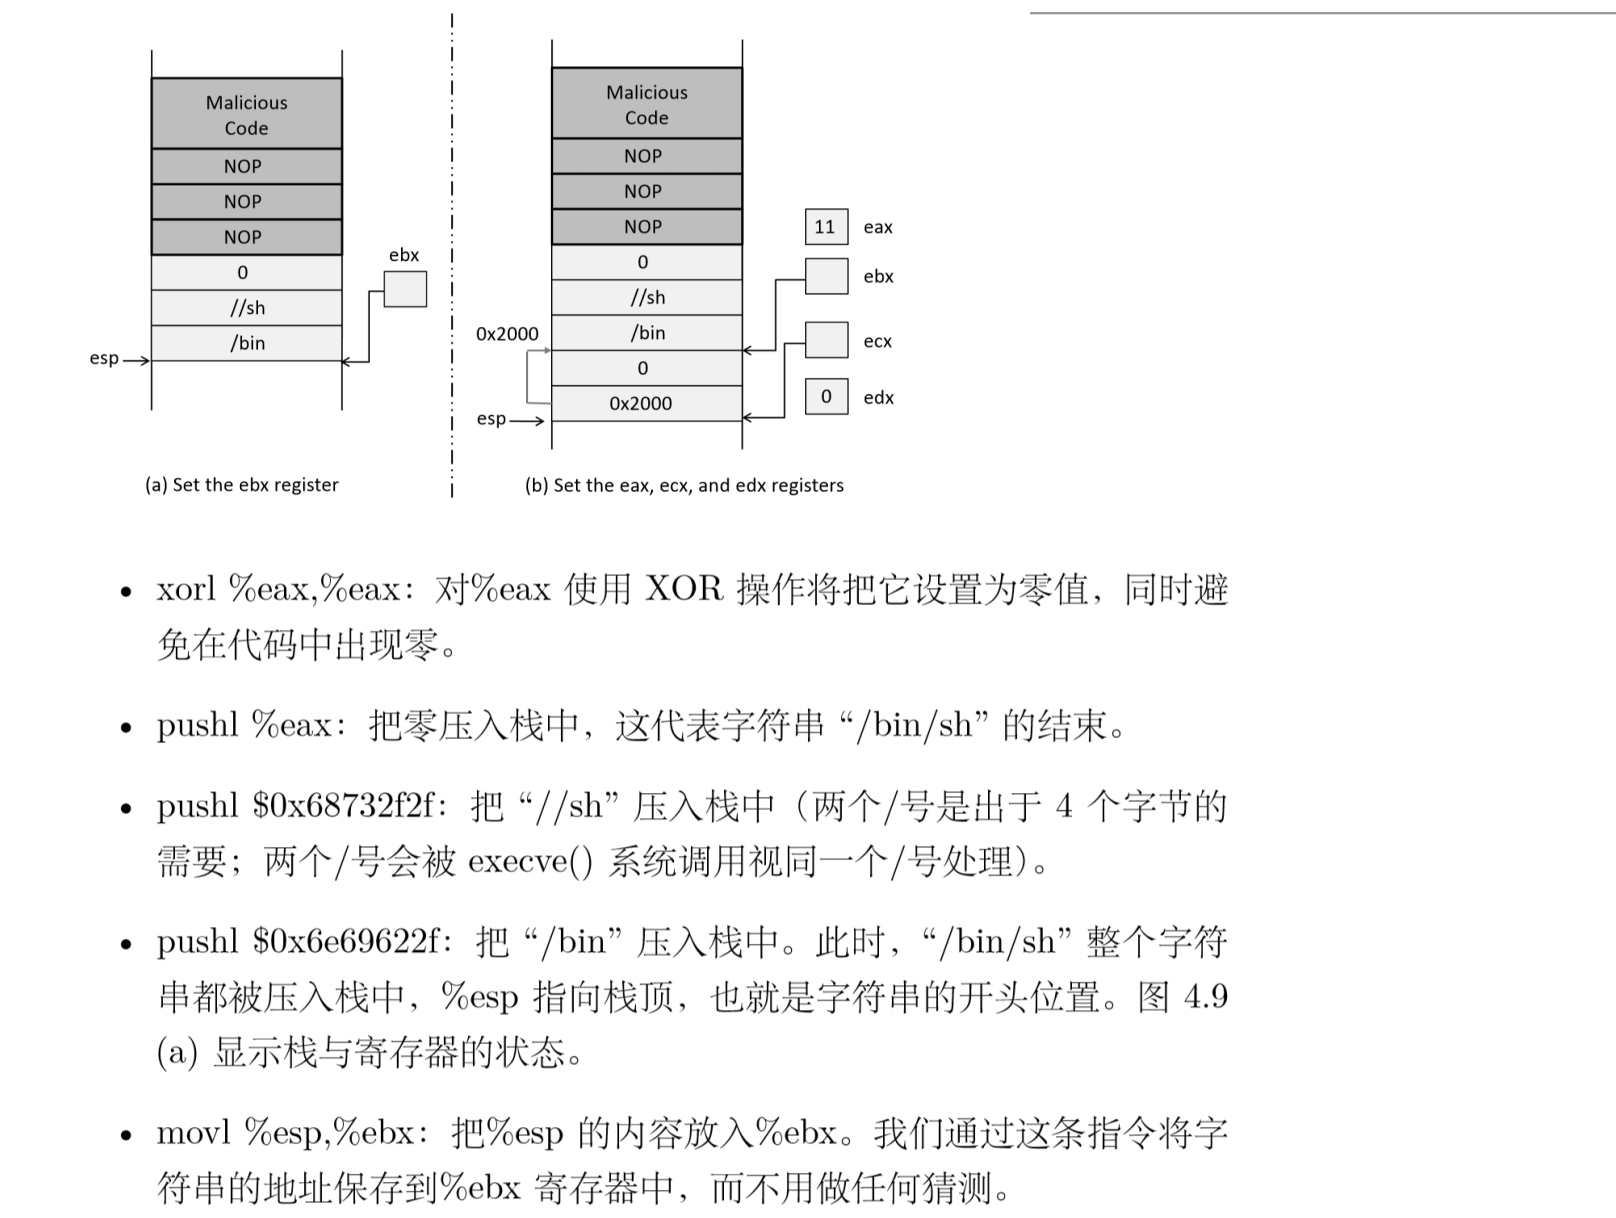 Malicious
Code
NOP
NOP
NOP
0
//sh
/bin
esp
ebx
(a) Set the ebx register
Malicious
Code
NOP
NOP
NOP
0
//sh
0x2000
/bin
0
0x2000
esp
11 eax
ebx
ecx
0 edx
(b) Set the eax, ecx, and edx registers
• xorl %eax,%eax：对%eax 使用 XOR 操作将把它设置为零值，同时避
免在代码中出现零。
• pushl %eax：把零压入栈中，这代表字符串 “/bin/sh” 的结束。
• pushl $0x68732f2f：把 “//sh” 压入栈中（两个/号是出于 4 个字节的
需要；两个/号会被 execve() 系统调用视同一个/号处理）。
• pushl $0x6e69622f：把 “/bin” 压入栈中。此时，“/bin/sh” 整个字符
串都被压入栈中，%esp 指向栈顶，也就是字符串的开头位置。图 4.9
(a) 显示栈与寄存器的状态。
• movl %esp,%ebx：把%esp 的内容放入%ebx。我们通过这条指令将字
符串的地址保存到%ebx 寄存器中，而不用做任何猜测。